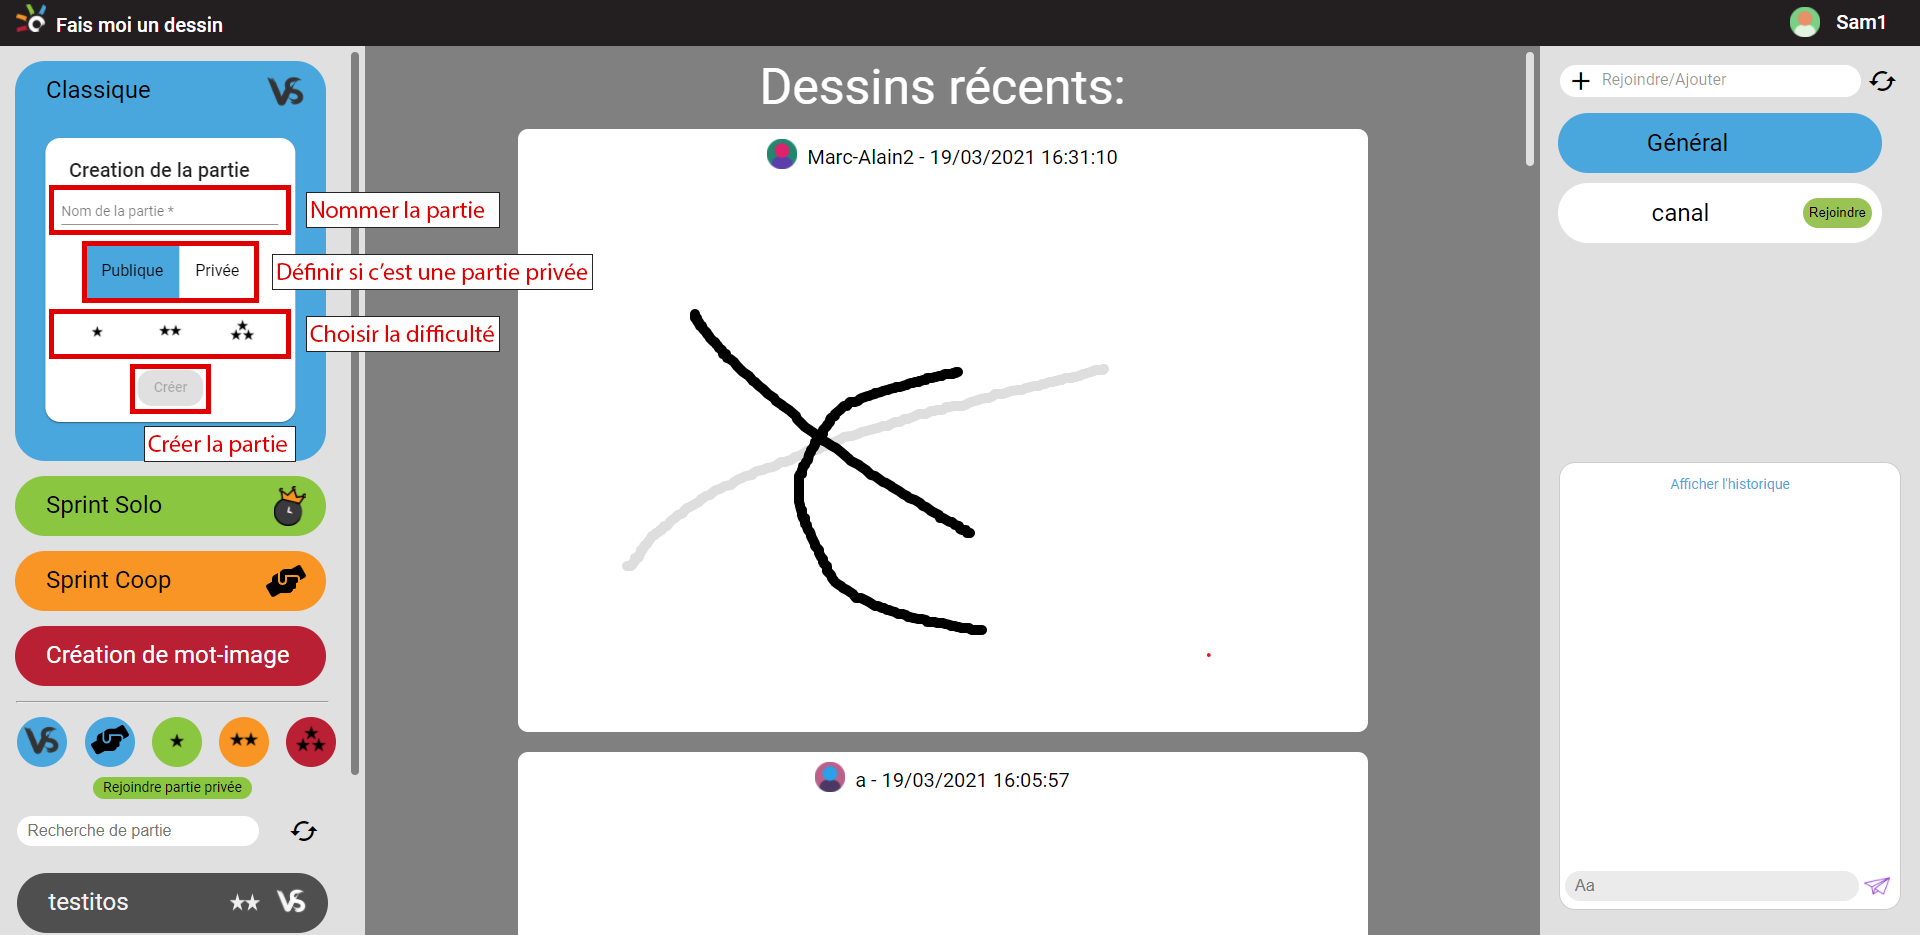 Fais moi un dessin
Sam1
Classique
VS
Creation de la partie
Nom de la partie *
Nommer la partie
Publique
Privée
Définir si c’est une partie privée
Choisir la difficulté
Créer
Créer la partie
Sprint Solo
Sprint Coop
Création de mot-image
VS
Rejoindre partie privée
Recherche de partie
testitos
VS
Dessins récents:
Marc-Alain2 - 19/03/2021 16:31:10
a - 19/03/2021 16:05:57
Rejoindre/Ajouter
Général
canal
Rejoindre
Afficher l'historique
Aa